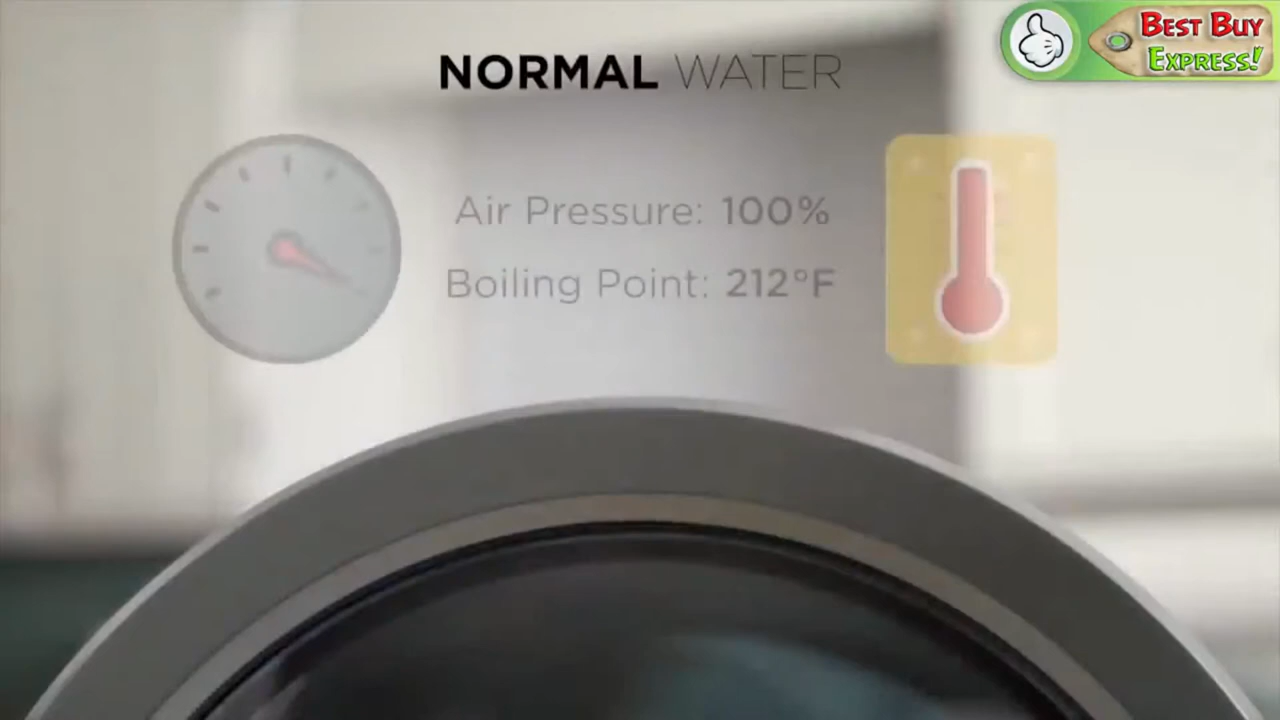 BEST BUY
EXPRESS!
NORMAL WATER
Air Pressure: 100%
Boiling Point: 212°F